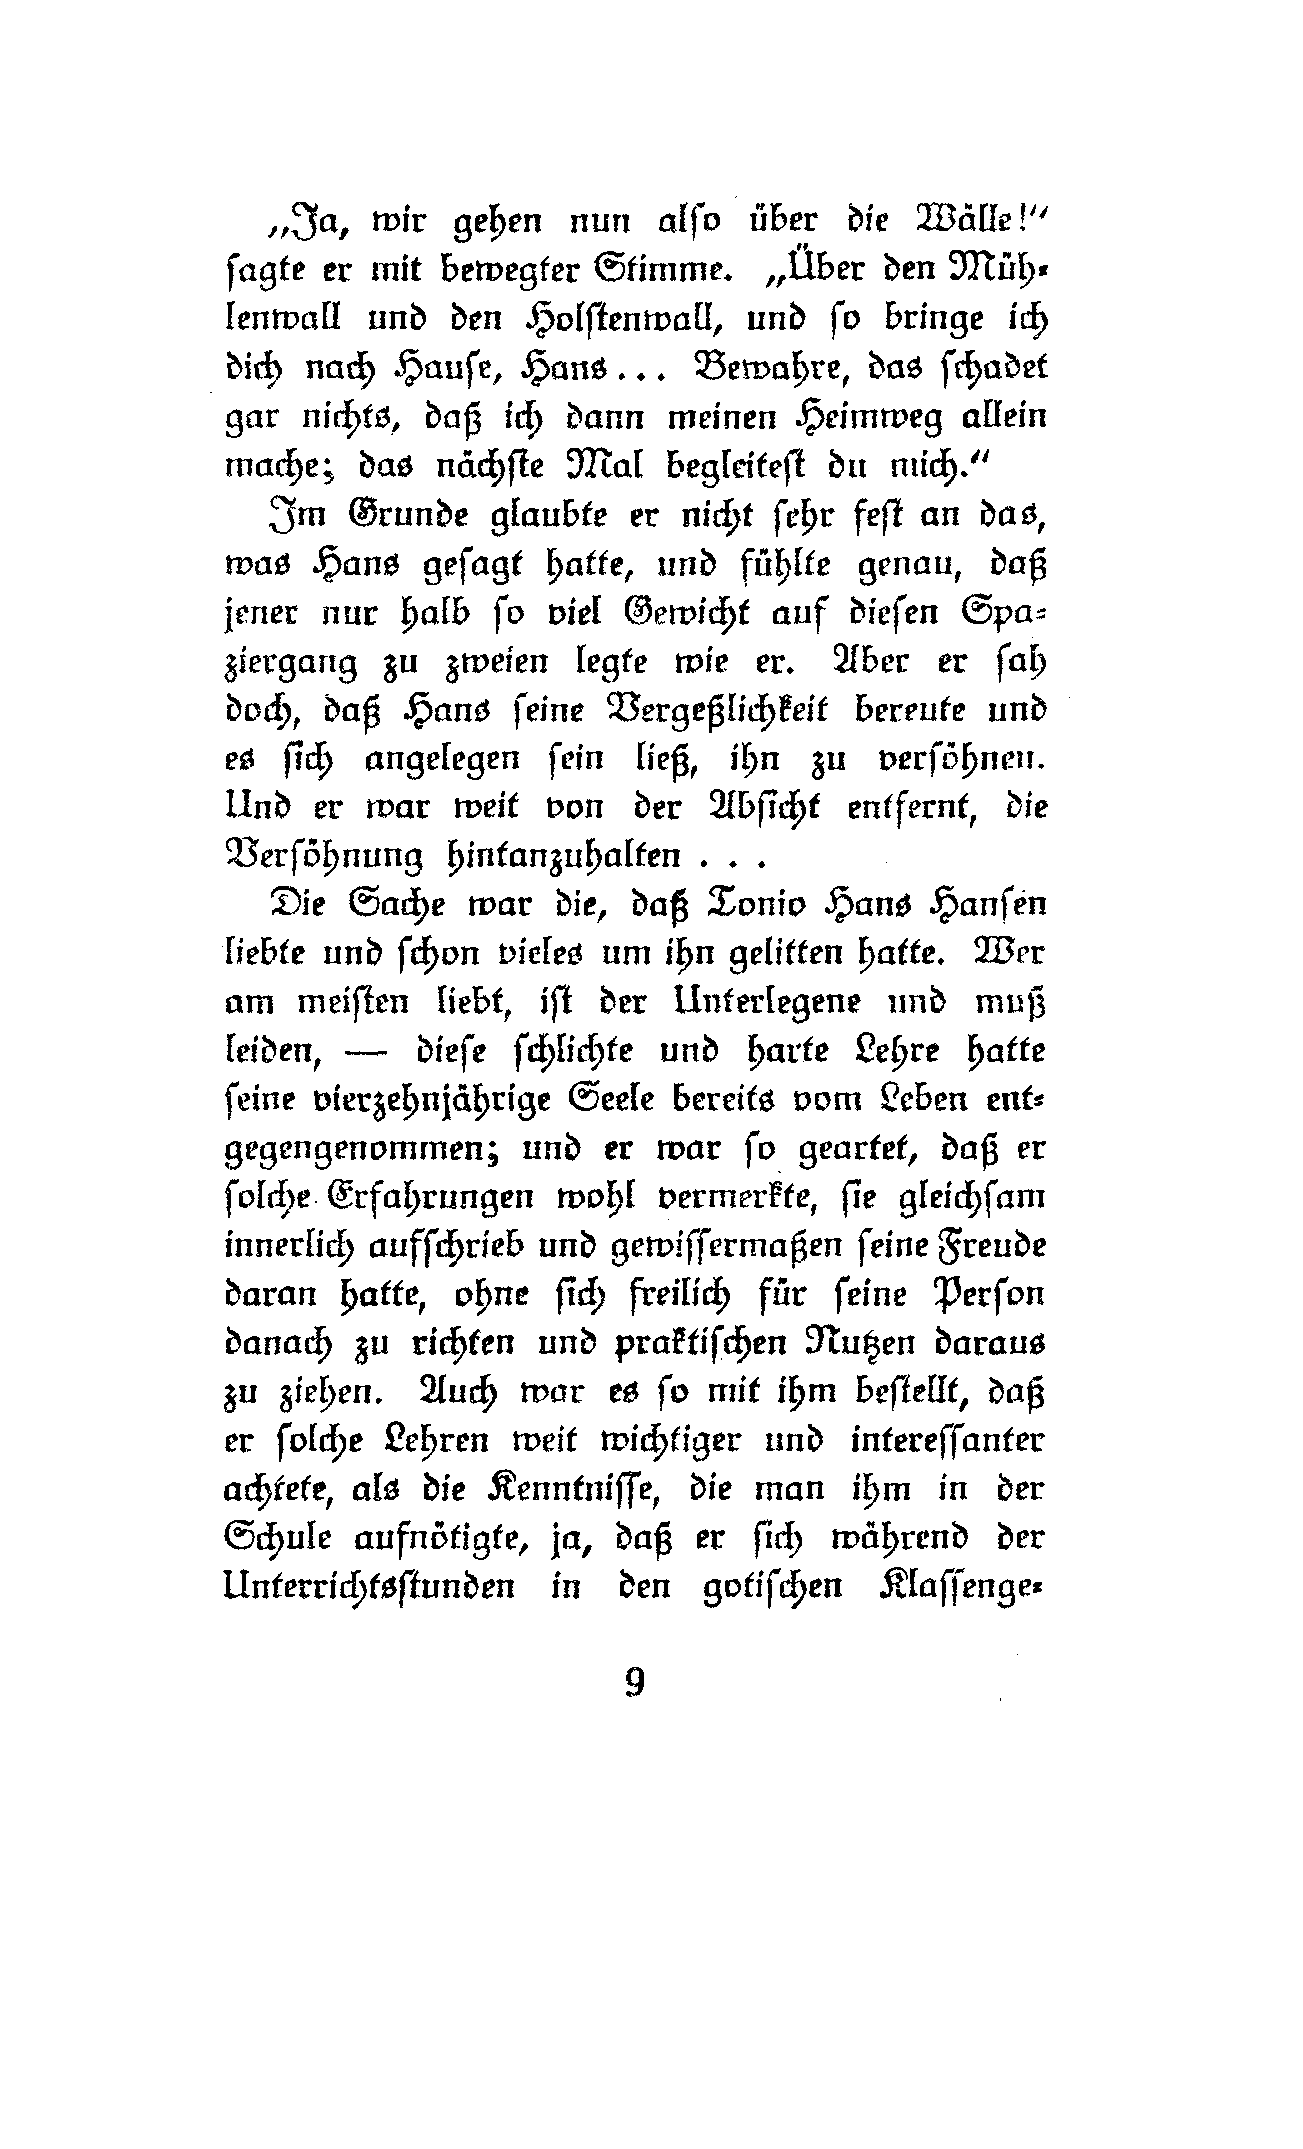 „Ja, wir gehen nun also über die Wälle!“
sagte er mit bewegter Stimme. „Über den Müh-
lenwall und den Holstenwall, und so bringe ich
dich nach Hause, Hans... Bewahre, das schadet
gar nichts, daß ich dann meinen Heimweg allein
mache; das nächste Mal begleitest du mich.“
Im Grunde glaubte er nicht sehr fest an das,
was Hans gesagt hatte, und fühlte genau, daß
jener nur halb so viel Gewicht auf diesen Spa-
ziergang zu zweien legte wie er. Aber er sah
doch, daß Hans seine Vergeßlichkeit bereute und
es sich angelegen sein ließ, ihn zu versöhnen.
Und er war weit von der Absicht entfernt, die
Versöhnung hintanzuhalten . . .
Die Sache war die, daß Tonio Hans Hansen
liebte und schon vieles um ihn gelitten hatte. Wer
am meisten liebt, ist der Unterlegene und muß
leiden, — diese schlichte und harte Lehre hatte
seine vierzehnjährige Seele bereits vom Leben ent-
gegengenommen; und er war so geartet, daß er
solche Erfahrungen wohl vermerkte, sie gleichsam
innerlich aufschrieb und gewissermaßen seine Freude
daran hatte, ohne sich freilich für seine Person
danach zu richten und praktischen Nutzen daraus
zu ziehen. Auch war es so mit ihm bestellt, daß
er solche Lehren weit wichtiger und interessanter
achtete, als die Kenntnisse, die man ihm in der
Schule aufnötigte, ja, daß er sich während der
Unterrichtsstunden in den gotischen Klassenge-
9